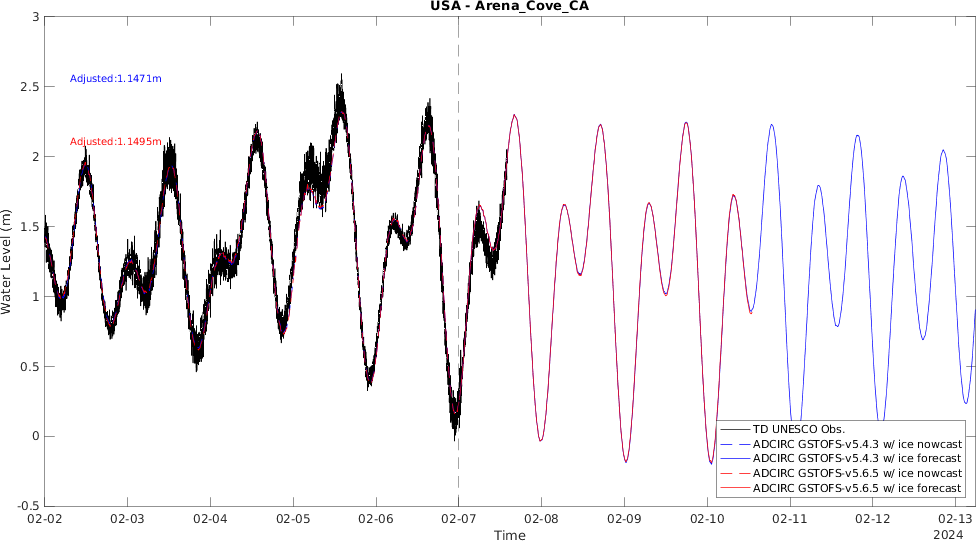 USA - Arena_Cove_CA
3
2.5
2
1.5
1
0.5
0
-0.5
Water Level (m)
Adjusted:1.1471m
Adjusted:1.1495m
TD UNESCO Obs.
ADCIRC GSTOFS-v5.4.3 w/ ice nowcast
ADCIRC GSTOFS-v5.4.3 w/ ice forecast
ADCIRC GSTOFS-v5.6.5 w/ ice nowcast
ADCIRC GSTOFS-v5.6.5 w/ ice forecast
02-02 02-03 02-04 02-05 02-06 02-07 02-08 02-09 02-10 02-11 02-12 02-13
Time
2024